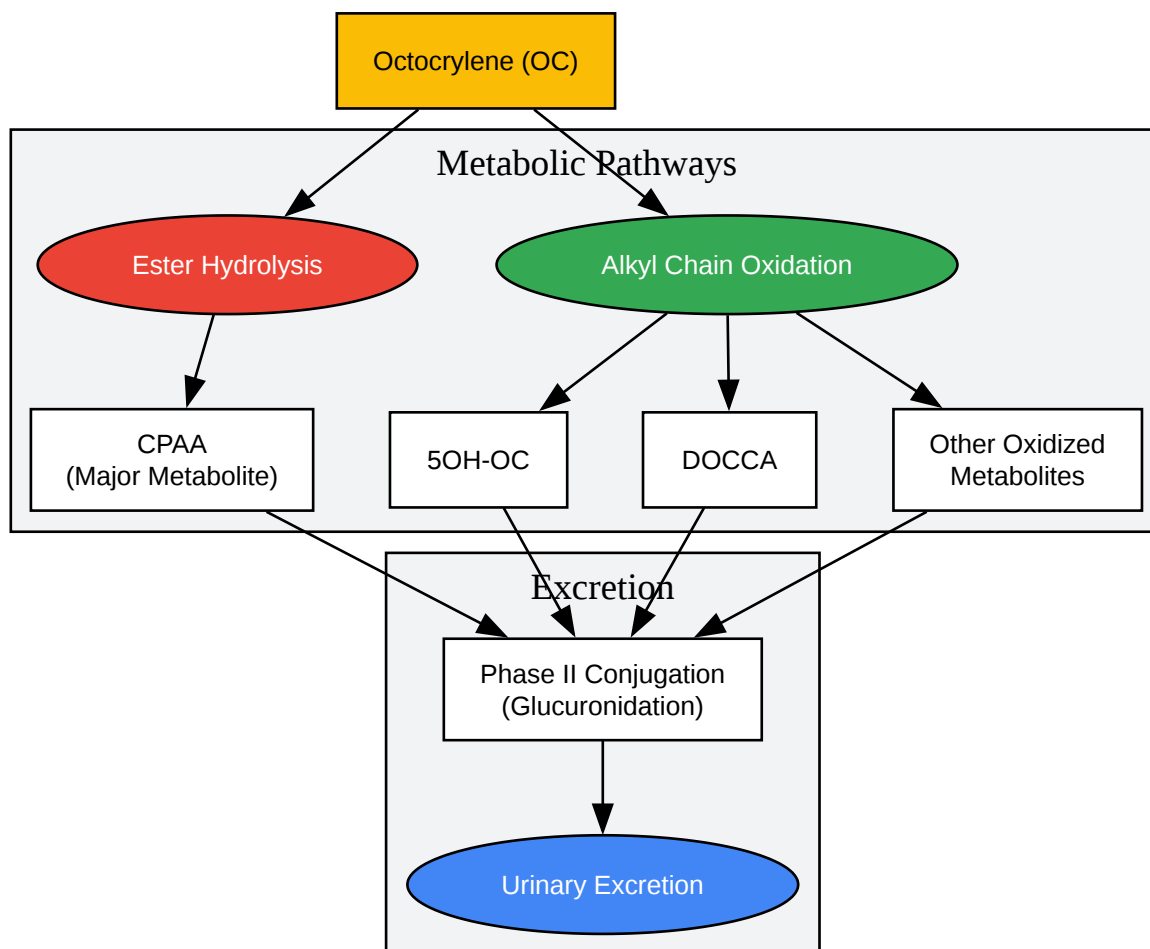 Octocrylene (OC)
Metabolic Pathways
Ester Hydrolysis
Alkyl Chain Oxidation
CPAA
(Major Metabolite)
5OH-OC
DOCCA
Other Oxidized
Metabolites
Excretion
Phase II Conjugation
(Glucuronidation)
Urinary Excretion